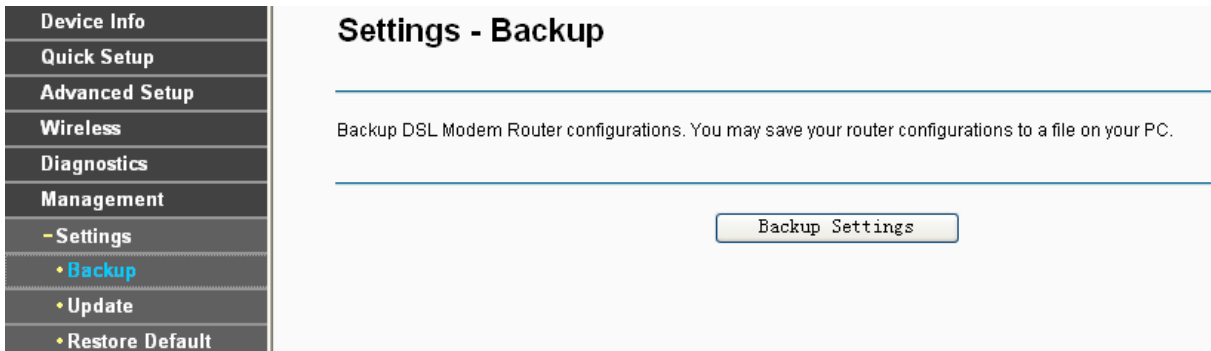 Device Info
Quick Setup
Advanced Setup
Wireless
Diagnostics
Management
-Settings
•Backup
•Update
•Restore Default
Settings - Backup
Backup DSL Modem Router configurations. You may save your router configurations to a file on your PC.
Backup Settings